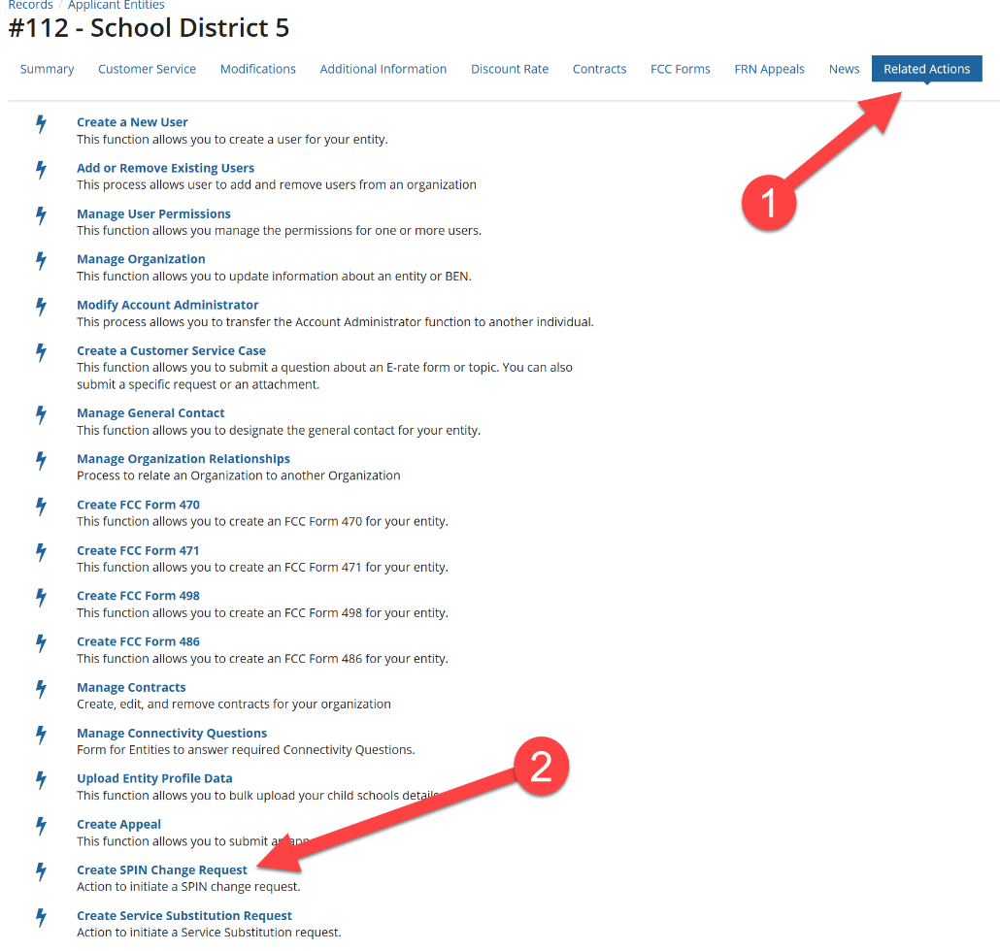 Records / Applicant Entities
#112 - School District 5
Summary Customer Service Modifications Additional Information Discount Rate Contracts FCC Forms FRN Appeals News Related Actions
1
Create a New User
This function allows you to create a user for your entity.
Add or Remove Existing Users
This process allows user to add and remove users from an organization
Manage User Permissions
This function allows you manage the permissions for one or more users.
Manage Organization
This function allows you to update information about an entity or BEN.
Modify Account Administrator
This process allows you to transfer the Account Administrator function to another individual.
Create a Customer Service Case
This function allows you to submit a question about an E-rate form or topic. You can also
submit a specific request or an attachment.
Manage General Contact
This function allows you to designate the general contact for your entity.
Manage Organization Relationships
Process to relate an Organization to another Organization
Create FCC Form 470
This function allows you to create an FCC Form 470 for your entity.
Create FCC Form 471
This function allows you to create an FCC Form 471 for your entity.
Create FCC Form 498
This function allows you to create an FCC Form 498 for your entity.
Create FCC Form 486
This function allows you to create an FCC Form 486 for your entity.
Manage Contracts
Create, edit, and remove contracts for your organization
Manage Connectivity Questions
Form for Entities to answer required Connectivity Questions.
2
Upload Entity Profile Data
This function allows you to bulk upload your child schools details
Create Appeal
This function allows you to submit an
Create SPIN Change Request
Action to initiate a SPIN change request.
Create Service Substitution Request
Action to initiate a Service Substitution request.